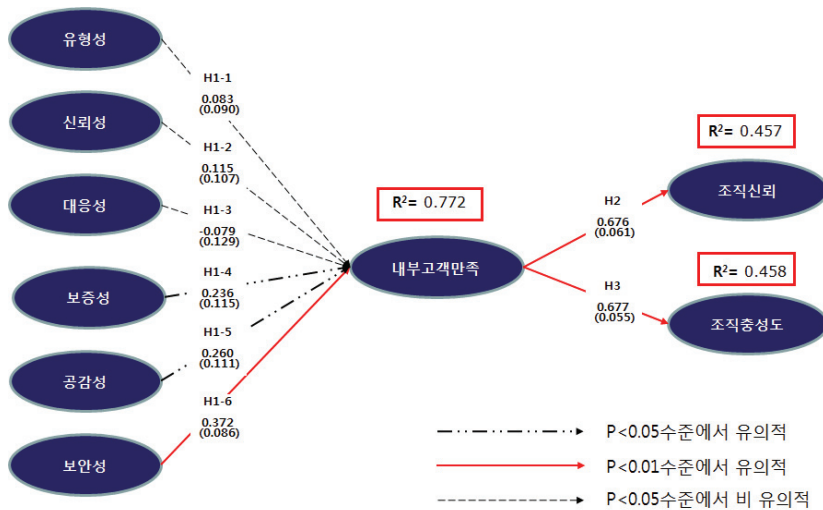 유형성
H1-1
0.083
(0.090)
신뢰성
H1-2
0.115
(0.107)
대응성
H1-3
-0.079
(0.129)
보증성
H1-4
0.236
(0.115)
공감성
H1-5
0.260
(0.111)
보안성
H1-6
0.372
(0.086)
R²= 0.772
내부고객만족
H2
0.676
(0.061)
R²= 0.457
조직신뢰
H3
0.677
(0.055)
R²= 0.458
조직충성도
P<0.05수준에서 유의적
P<0.01수준에서 유의적
P<0.05수준에서 비 유의적